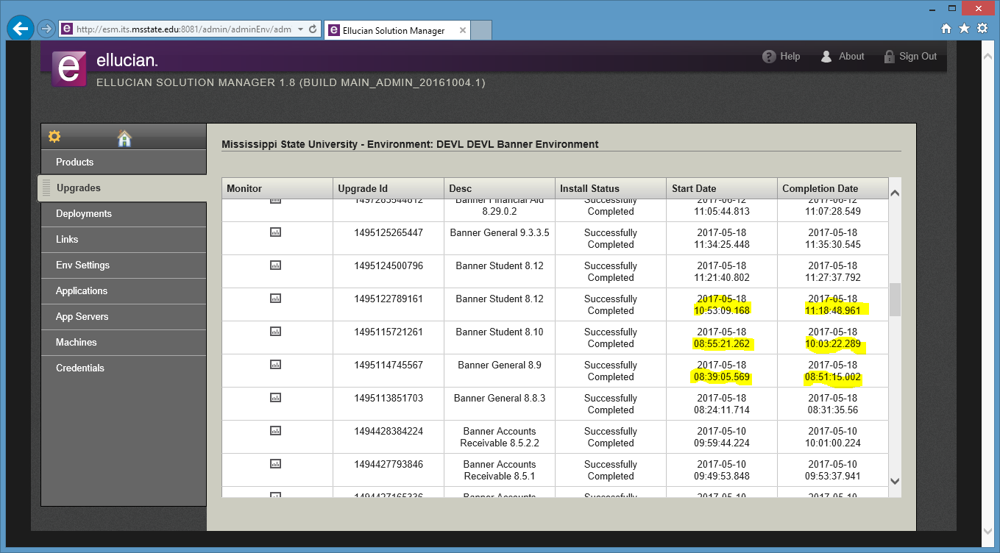 http://esm.its.msstate.edu:8081/admin/adminEnv/adm
Ellucian Solution Manager
ellucian.
Help
About
Sign Out
ELLUCIAN SOLUTION MANAGER 1.8 (BUILD MAIN_ADMIN_20161004.1)
Products
Upgrades
Deployments
Links
Env Settings
Applications
App Servers
Machines
Credentials
Mississippi State University - Environment: DEVL DEVL Banner Environment
Monitor Upgrade Id Desc Install Status Start Date Completion Date
1497283544812 Banner Financial Aid Successfully 2017-06-12 2017-06-12
8.29.0.2 Completed 11:05:44.813 11:07:28.549
1495125265447 Banner General 9.3.3.5 Successfully 2017-05-18 2017-05-18
Completed 11:34:25.448 11:35:30.545
1495124500796 Banner Student 8.12 Successfully 2017-05-18 2017-05-18
Completed 11:21:40.802 11:27:37.792
1495122789161 Banner Student 8.12 Successfully 2017-05-18 2017-05-18
Completed 10:53:09.168 11:18:48.961
1495115721261 Banner Student 8.10 Successfully 2017-05-18 2017-05-18
Completed 08:55:21.262 10:03:22.289
1495114745567 Banner General 8.9 Successfully 2017-05-18 2017-05-18
Completed 08:39:05.569 08:51:15.002
1495113851703 Banner General 8.8.3 Successfully 2017-05-18 2017-05-18
Completed 08:24:11.714 08:31:35.56
1494428384224 Banner Accounts Successfully 2017-05-10 2017-05-10
Receivable 8.5.2.2 Completed 09:59:44.224 10:01:00.224
1494427793846 Banner Accounts Successfully 2017-05-10 2017-05-10
Receivable 8.5.1 Completed 09:49:53.848 09:53:37.941
1494427165336 Banner Accounts Successfully 2017-05-10 2017-05-10